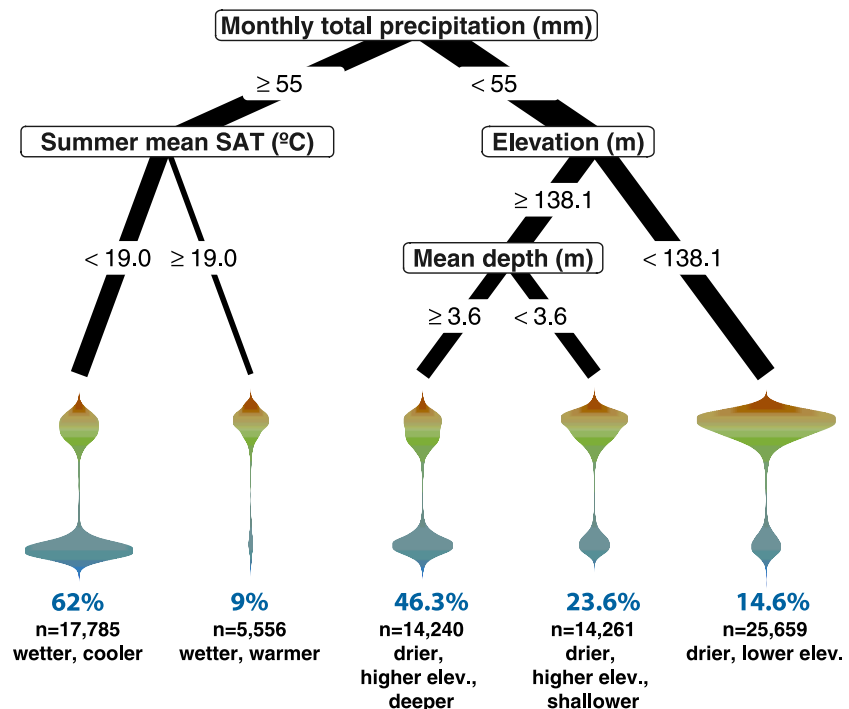 Monthly total precipitation (mm)
≥ 55
< 55
Summer mean SAT (ºC)
Elevation (m)
≥ 138.1
< 19.0
≥ 19.0
Mean depth (m)
< 138.1
≥ 3.6
< 3.6
62%
9%
46.3%
23.6%
14.6%
n=17,785
n=5,556
n=14,240
n=14,261
n=25,659
wetter, cooler
wetter, warmer
drier,
drier,
drier, lower elev.
higher elev.,
higher elev.,
deeper
shallower